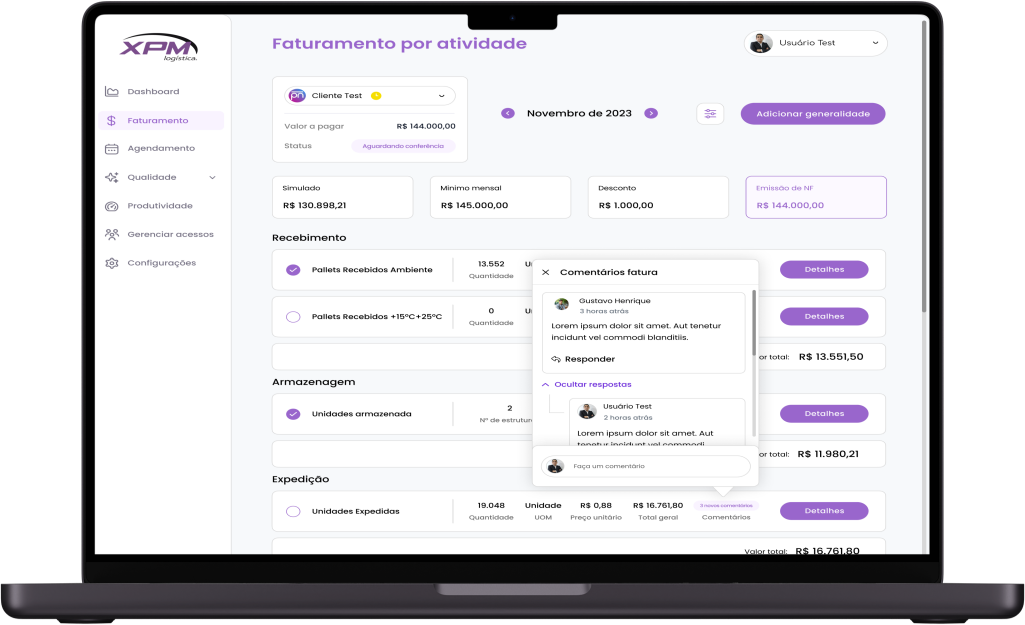 XPM
logística.
Dashboard
Faturamento
Agendamento
Qualidade
Produtividade
Gerenciar acessos
Configurações
Faturamento por atividade
Usuário Test
pn
Cliente Test
Valor a pagar
R$ 144.000,00
Status
Aguardando conferência
Novembro de 2023
Adicionar generalidade
Simulado
R$ 130.898,21
Mínimo mensal
R$ 145.000,00
Desconto
R$ 1.000,00
Emissão de NF
R$ 144.000,00
Recebimento
Pallets Recebidos Ambiente
13.552
Quantidade
Detalhes
Pallets Recebidos +15ºC+25ºC
0
Quantidade
Detalhes
or total: R$ 13.551,50
Armazenagem
Unidades armazenada
2
Nº de estrutur
Detalhes
or total: R$ 11.980,21
Expedição
Unidades Expedidas
19.048
Quantidade
Unidade
UOM
R$ 0,88
Preço unitário
R$ 16.761,80
Total geral
3 novos comentários
Comentários
Detalhes
Valor total: R$ 16.761,80
Comentários fatura
Gustavo Henrique
3 horas atrás
Lorem ipsum dolor sit amet. Aut tenetur
incidunt vel commodi blanditiis.
Responder
Ocultar respostas
Usuário Test
2 horas atrás
Lorem ipsum dolor sit amet. Aut
tenetur incidunt vel commodi
Faça um comentário